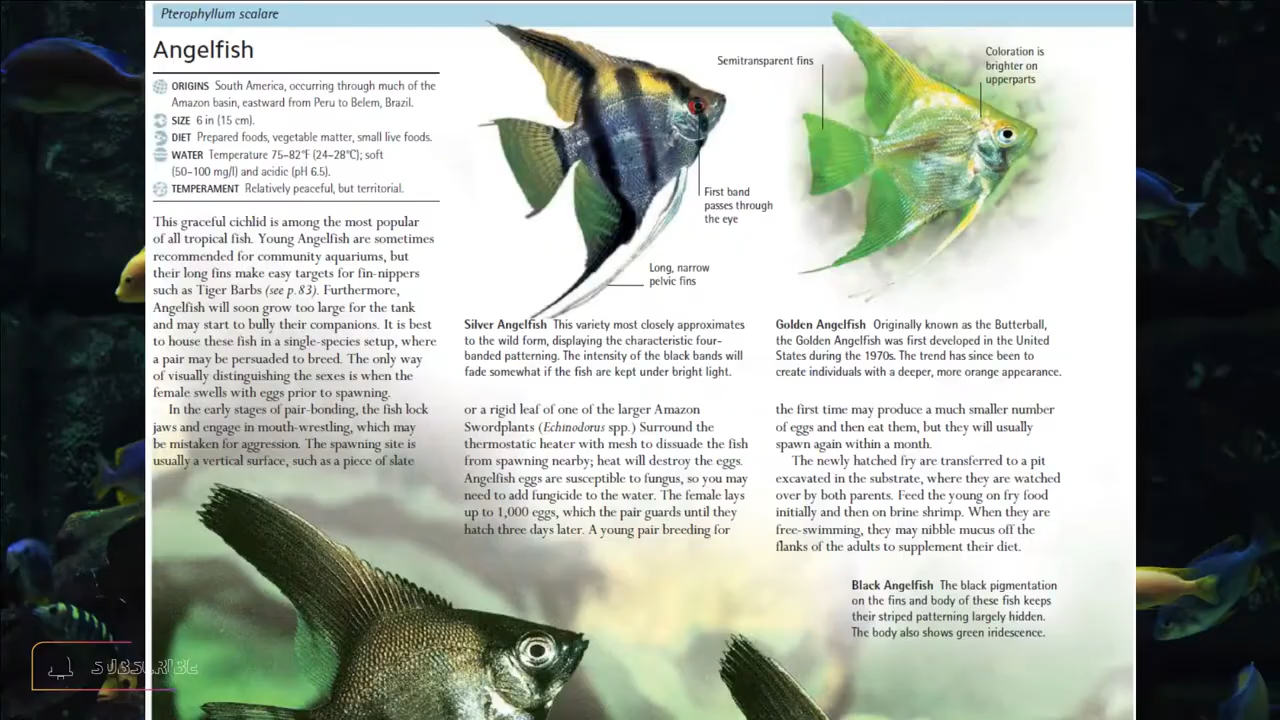 Pterophyllum scalare
Angelfish
ORIGINS South America, occurring through much of the
Amazon basin, eastward from Peru to Belem, Brazil.
SIZE 6 in (15 cm).
DIET Prepared foods, vegetable matter, small live foods.
WATER Temperature 75–82°F (24–28°C); soft
(50–100 mg/l) and acidic (pH 6.5).
TEMPERAMENT Relatively peaceful, but territorial.
This graceful cichlid is among the most popular
of all tropical fish. Young Angelfish are sometimes
recommended for community aquariums, but
their long fins make easy targets for fin-nippers
such as Tiger Barbs (see p.83). Furthermore,
Angelfish will soon grow too large for the tank
and may start to bully their companions. It is best
to house these fish in a single-species setup, where
a pair may be persuaded to breed. The only way
of visually distinguishing the sexes is when the
female swells with eggs prior to spawning.
In the early stages of pair-bonding, the fish lock
jaws and engage in mouth-wrestling, which may
be mistaken for aggression. The spawning site is
usually a vertical surface, such as a piece of slate
First band
passes through
the eye
Long, narrow
pelvic fins
Silver Angelfish This variety most closely approximates
to the wild form, displaying the characteristic four-
banded patterning. The intensity of the black bands will
fade somewhat if the fish are kept under bright light.
or a rigid leaf of one of the larger Amazon
Swordplants (Echinodorus spp.) Surround the
thermostatic heater with mesh to dissuade the fish
from spawning nearby; heat will destroy the eggs.
Angelfish eggs are susceptible to fungus, so you may
need to add fungicide to the water. The female lays
up to 1,000 eggs, which the pair guards until they
hatch three days later. A young pair breeding for
Semitransparent fins
Coloration is
brighter on
upperparts
Golden Angelfish Originally known as the Butterball,
the Golden Angelfish was first developed in the United
States during the 1970s. The trend has since been to
create individuals with a deeper, more orange appearance.
the first time may produce a much smaller number
of eggs and then eat them, but they will usually
spawn again within a month.
The newly hatched fry are transferred to a pit
excavated in the substrate, where they are watched
over by both parents. Feed the young on fry food
initially and then on brine shrimp. When they are
free-swimming, they may nibble mucus off the
flanks of the adults to supplement their diet.
Black Angelfish The black pigmentation
on the fins and body of these fish keeps
their striped patterning largely hidden.
The body also shows green iridescence.
SUBSCRIBE